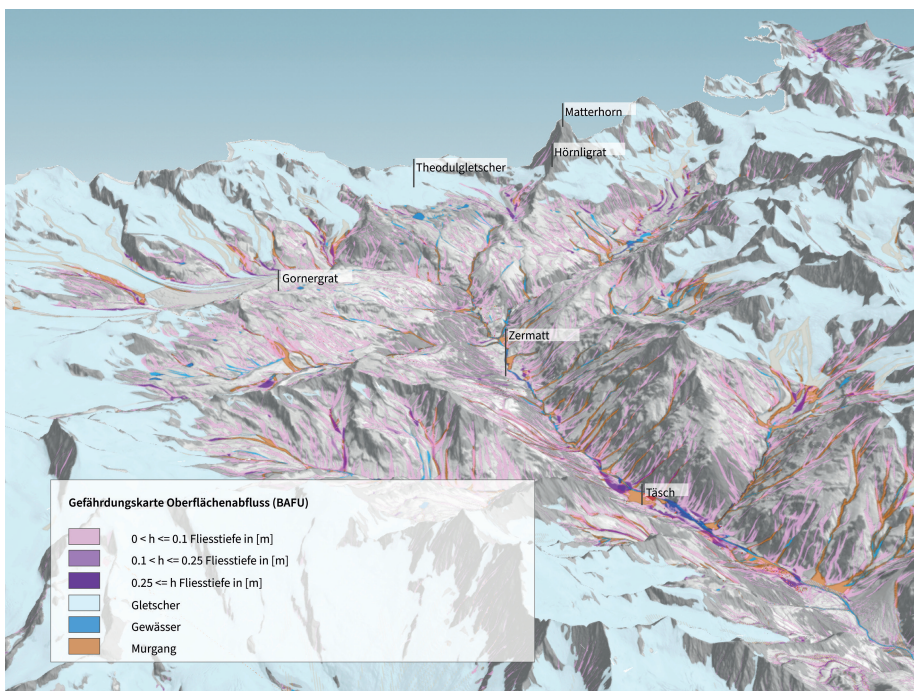 Matterhorn
Hörnligrat
Theodulgletscher
Gornergrat
Zermatt
Täsch
Gefährdungskarte Oberflächenabfluss (BAFU)
0 < h <= 0.1 Fliesstiefe in [m]
0.1 < h <= 0.25 Fliesstiefe in [m]
0.25 <= h Fliesstiefe in [m]
Gletscher
Gewässer
Murgang